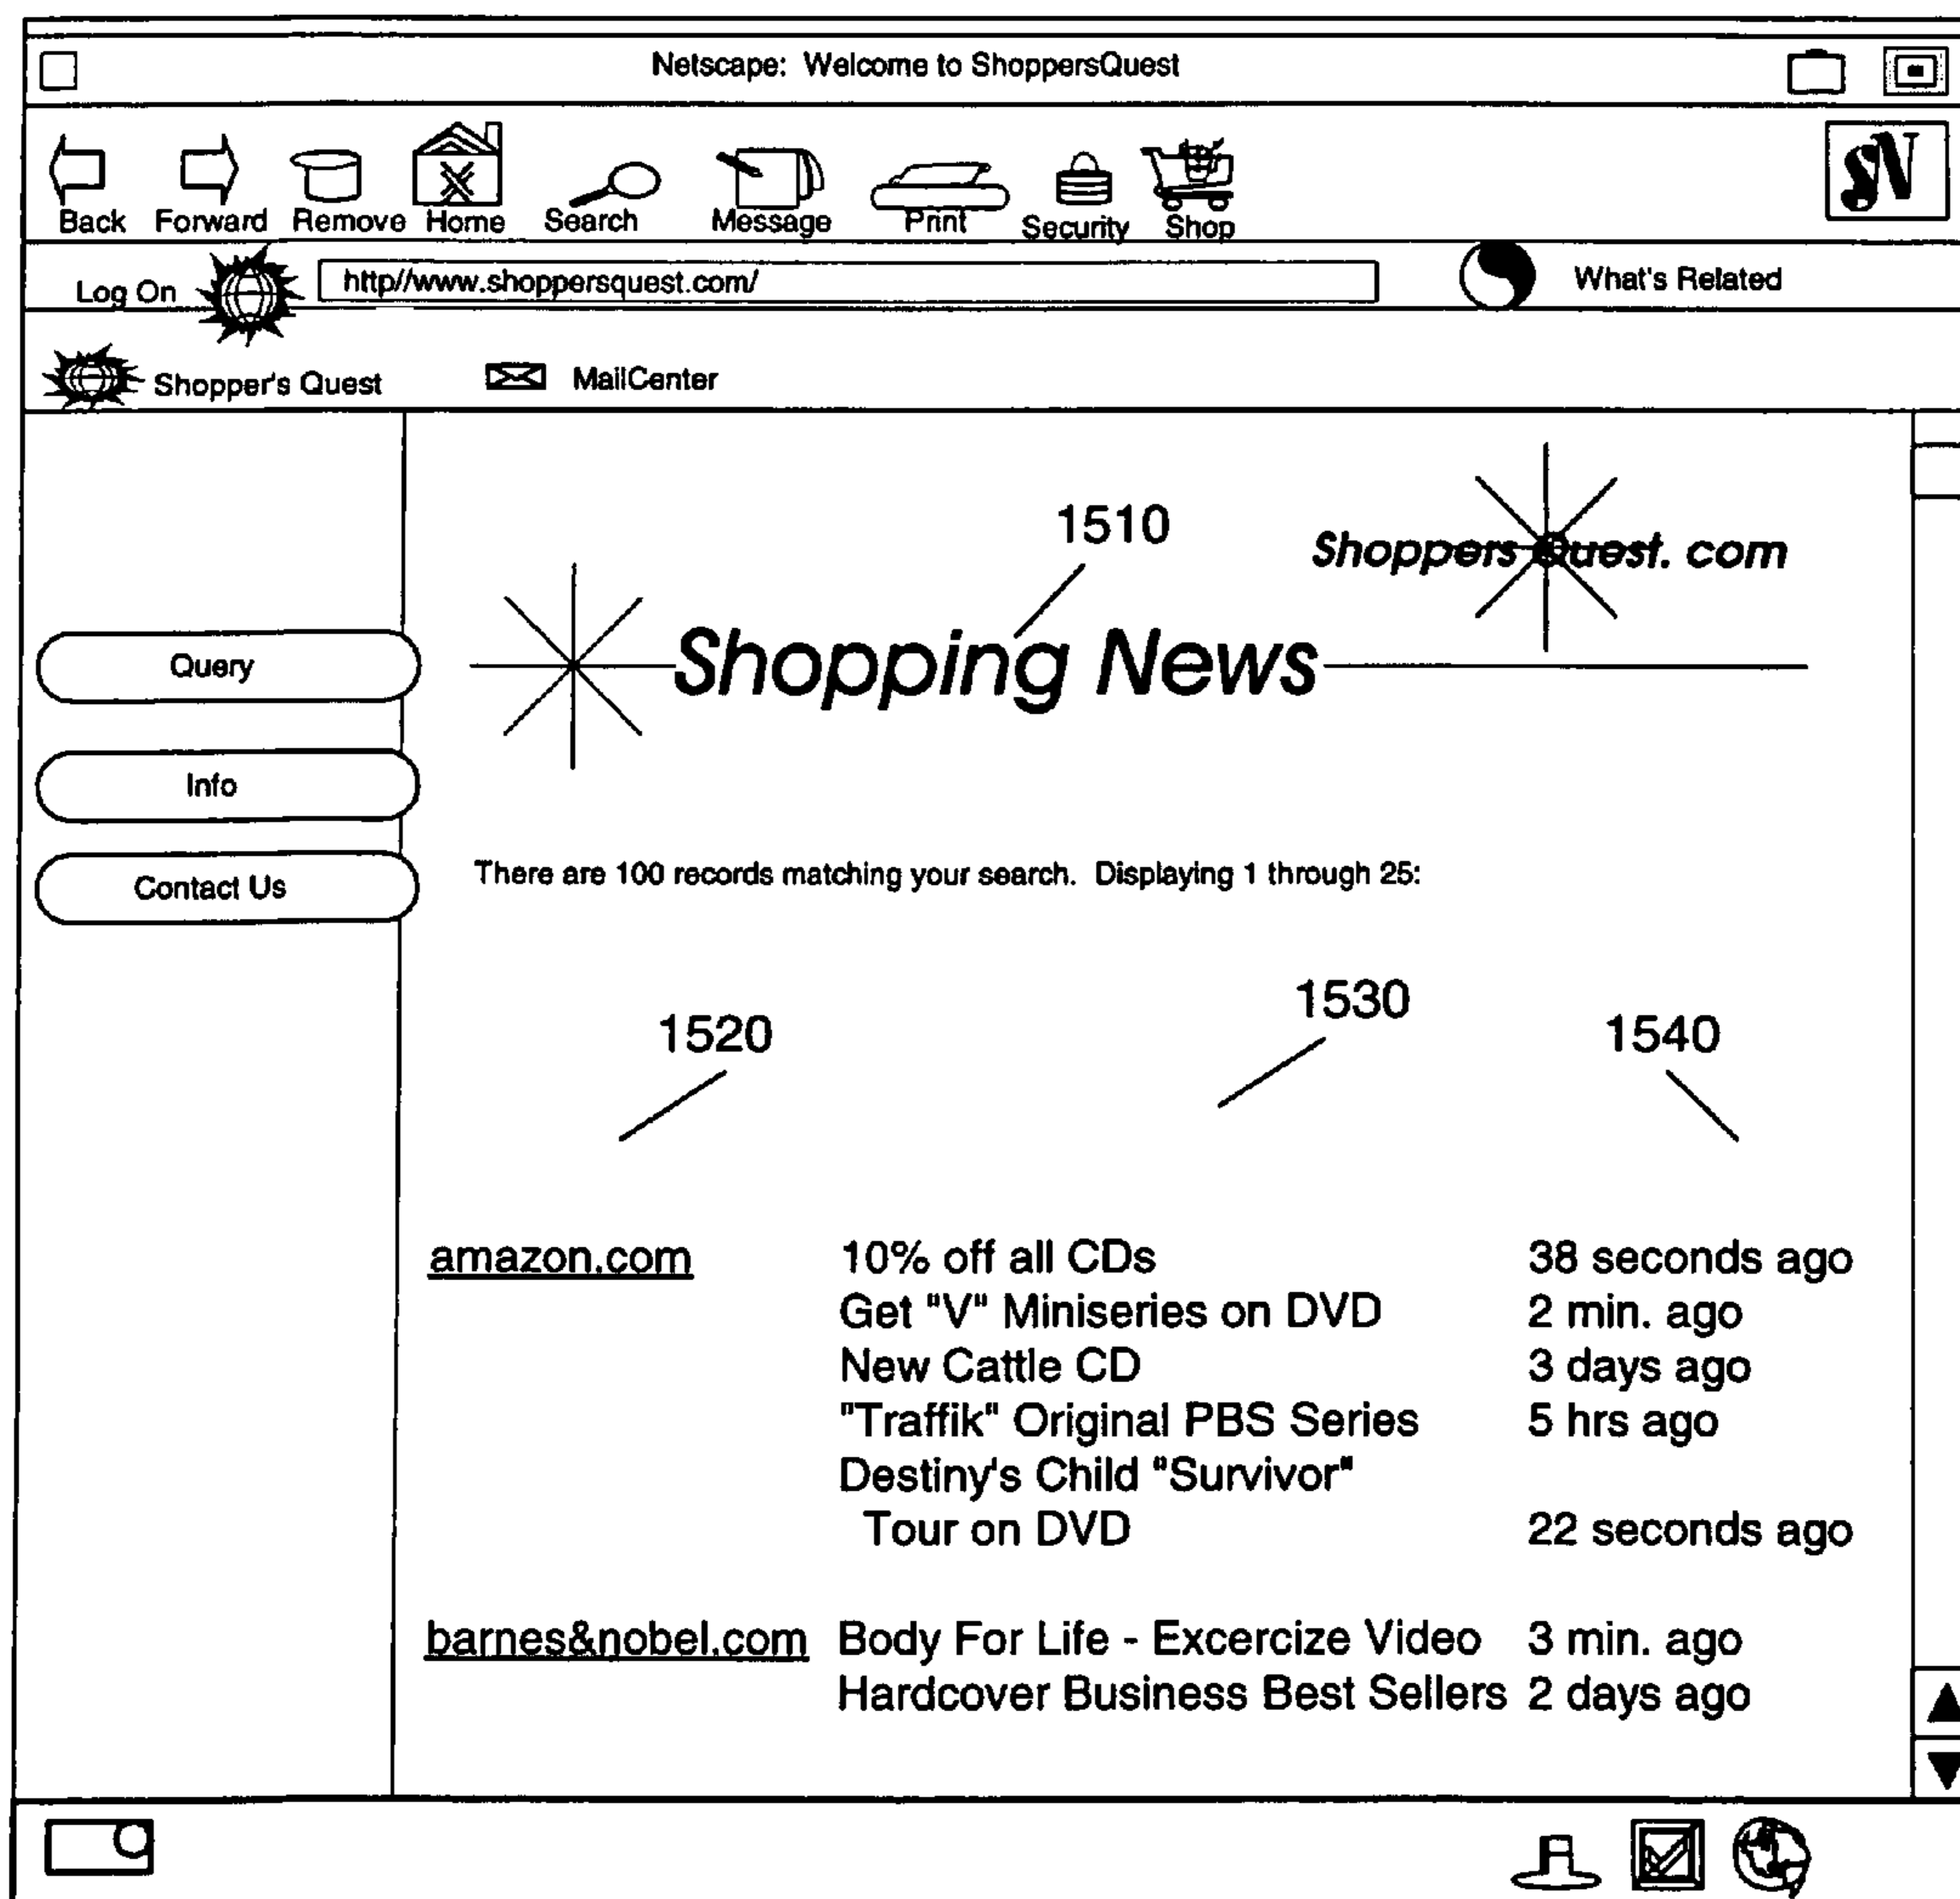 Netscape: Welcome to ShoppersQuest
Back Forward Remove Home Search Message Print Security Shop
Log On http//www.shoppersquest.com/ What's Related
Shopper's Quest MailCenter
1510
Shoppers Quest. com
Shopping News
Query
Info
Contact Us
There are 100 records matching your search. Displaying 1 through 25:
1530
1520 1540
amazon.com 10% off all CDs 38 seconds ago
Get "V" Miniseries on DVD 2 min. ago
New Cattle CD 3 days ago
"Traffik" Original PBS Series 5 hrs ago
Destiny's Child "Survivor"
Tour on DVD 22 seconds ago
barnes&nobel.com Body For Life - Excercize Video 3 min. ago
Hardcover Business Best Sellers 2 days ago